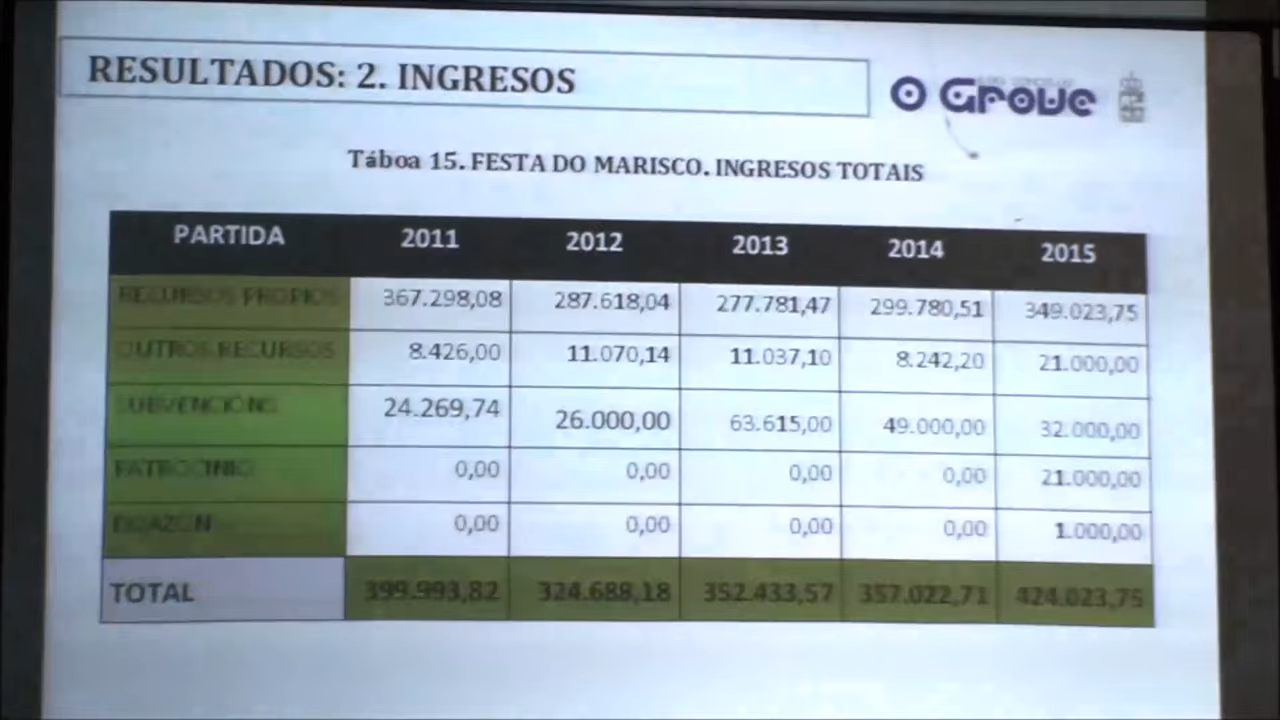 RESULTADOS: 2. INGRESOS
O Grove
Táboa 15. FESTA DO MARISCO. INGRESOS TOTAIS
PARTIDA 2011 2012 2013 2014 2015
RECURSOS PROPIOS 367.298,08 287.618,04 277.781,47 299.780,51 349.023,75
OUTROS RECURSOS 8.426,00 11.070,14 11.037,10 8.242,20 21.000,00
SUBVENCIÓNS 24.269,74 26.000,00 63.615,00 49.000,00 32.000,00
PATROCINIO 0,00 0,00 0,00 0,00 21.000,00
DOAZÓN 0,00 0,00 0,00 0,00 1.000,00
TOTAL 399.993,82 324.688,18 352.433,57 357.022,71 424.023,75